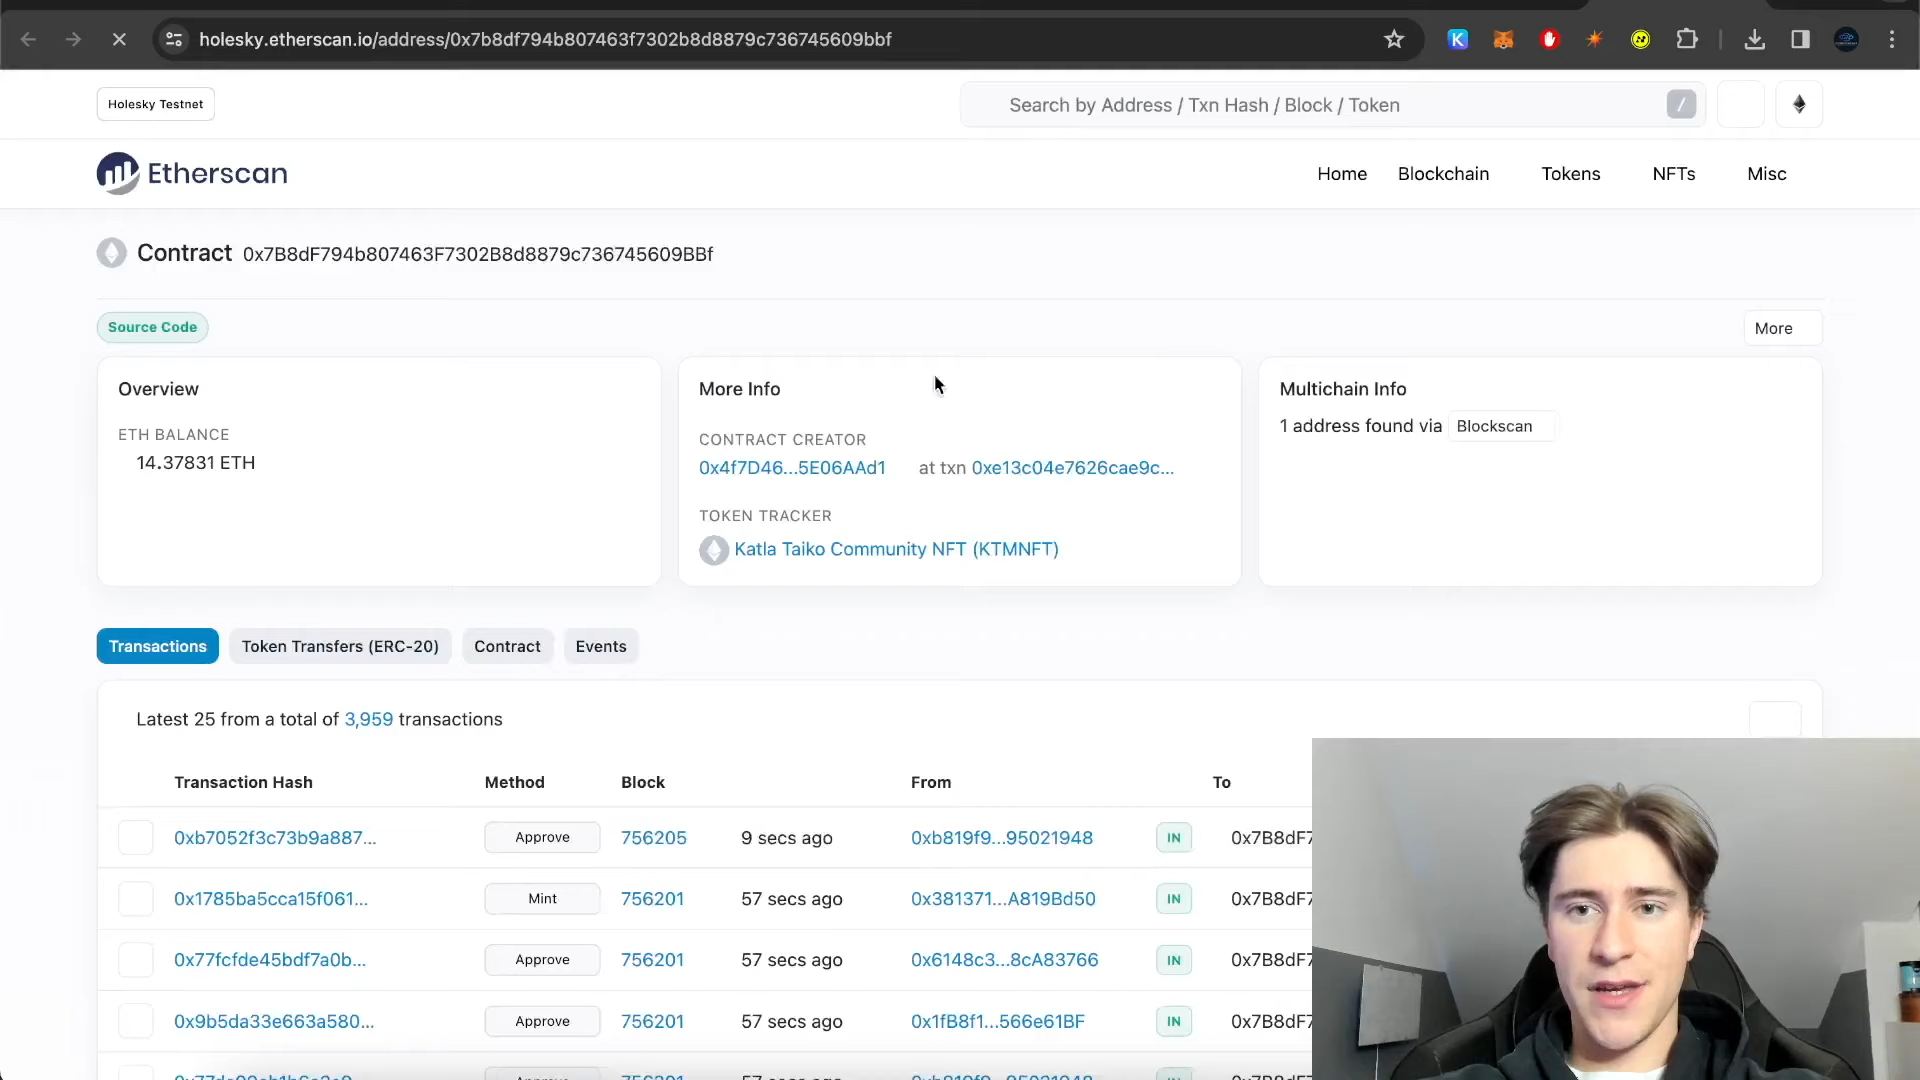 holesky.etherscan.io/address/0x7b8df794b807463f7302b8d8879c736745609bbf
K
Holesky Testnet
Search by Address / Txn Hash / Block / Token
/
Etherscan
Home Blockchain Tokens NFTs Misc
Contract 0x7B8dF794b807463F7302B8d8879c736745609BBf
Source Code
More
Overview
ETH BALANCE
14.37831 ETH
More Info
CONTRACT CREATOR
0x4f7D46...5E06AAd1 at txn 0xe13c04e7626cae9c...
TOKEN TRACKER
Katla Taiko Community NFT (KTMNFT)
Multichain Info
1 address found via Blockscan
Transactions Token Transfers (ERC-20) Contract Events
Latest 25 from a total of 3,959 transactions
Transaction Hash Method Block From To
0xb7052f3c73b9a887... Approve 756205 9 secs ago 0xb819f9...95021948 IN 0x7B8dF7
0x1785ba5cca15f061... Mint 756201 57 secs ago 0x381371...A819Bd50 IN 0x7B8dF7
0x77fcfde45bdf7a0b... Approve 756201 57 secs ago 0x6148c3...8cA83766 IN 0x7B8dF7
0x9b5da33e663a580... Approve 756201 57 secs ago 0x1fB8f1...566e61BF IN 0x7B8dF7